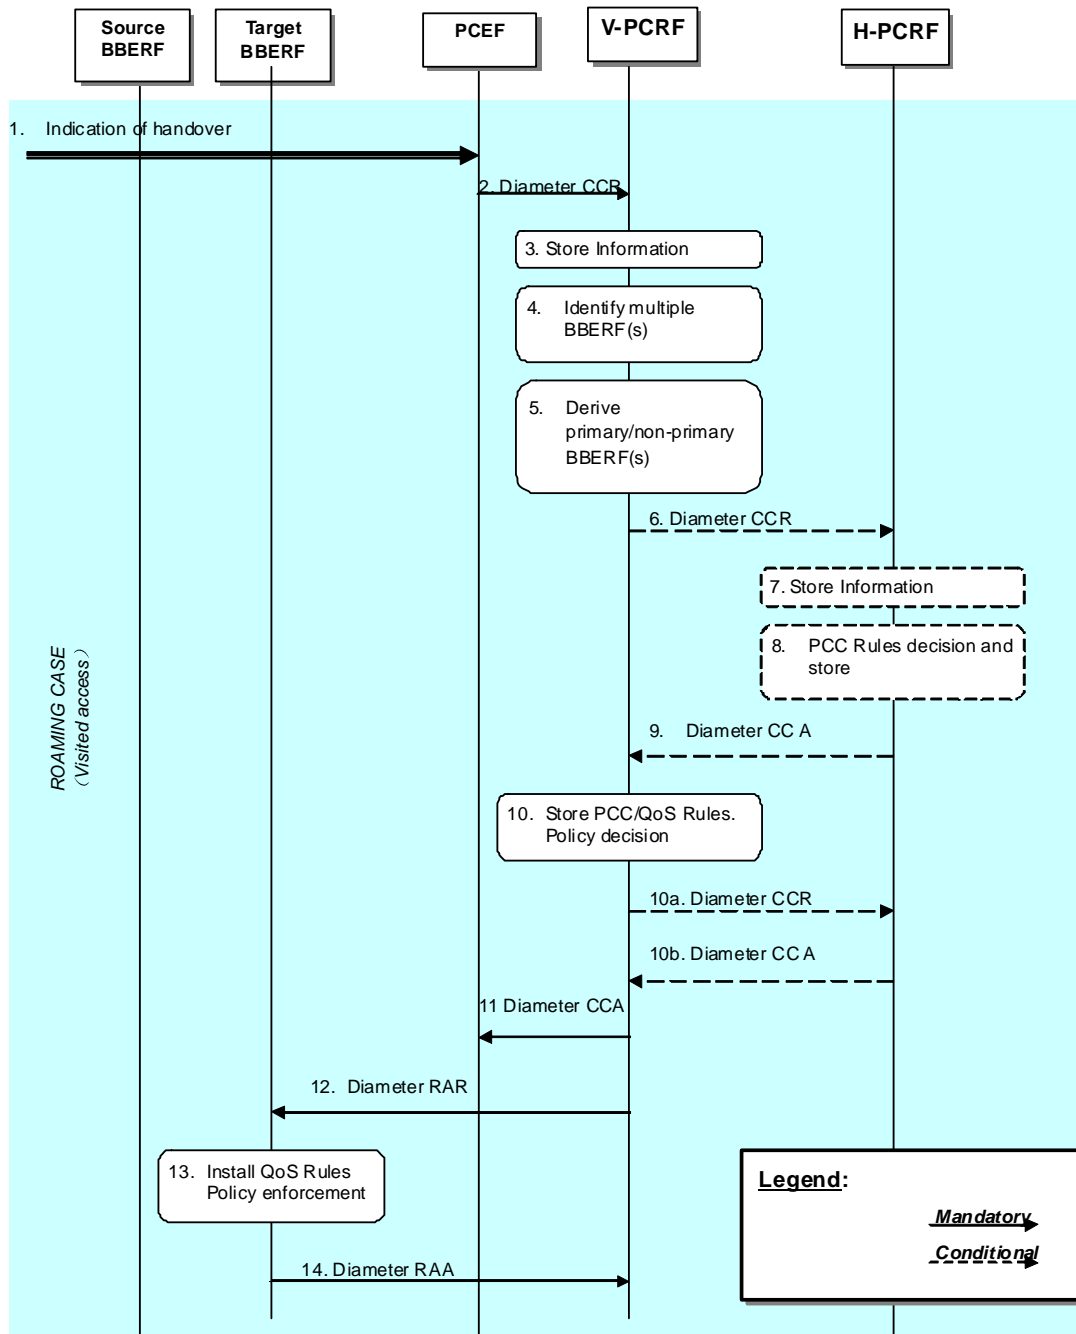 Source
BBERF
Target
BBERF
PCEF
V-PCRF
H-PCRF
1. Indication of handover
2. Diameter CCR
3. Store Information
4. Identify multiple
BBERF(s)
5. Derive
primary/non-primary
BBERF(s)
6. Diameter CCR
7. Store Information
8. PCC Rules decision and
store
9. Diameter CCA
ROAMING CASE
(Visited access)
10. Store PCC/QoS Rules.
Policy decision
10a. Diameter CCR
10b. Diameter CCA
11 Diameter CCA
12. Diameter RAR
13. Install QoS Rules
Policy enforcement
14. Diameter RAA
Legend:
Mandatory
Conditional